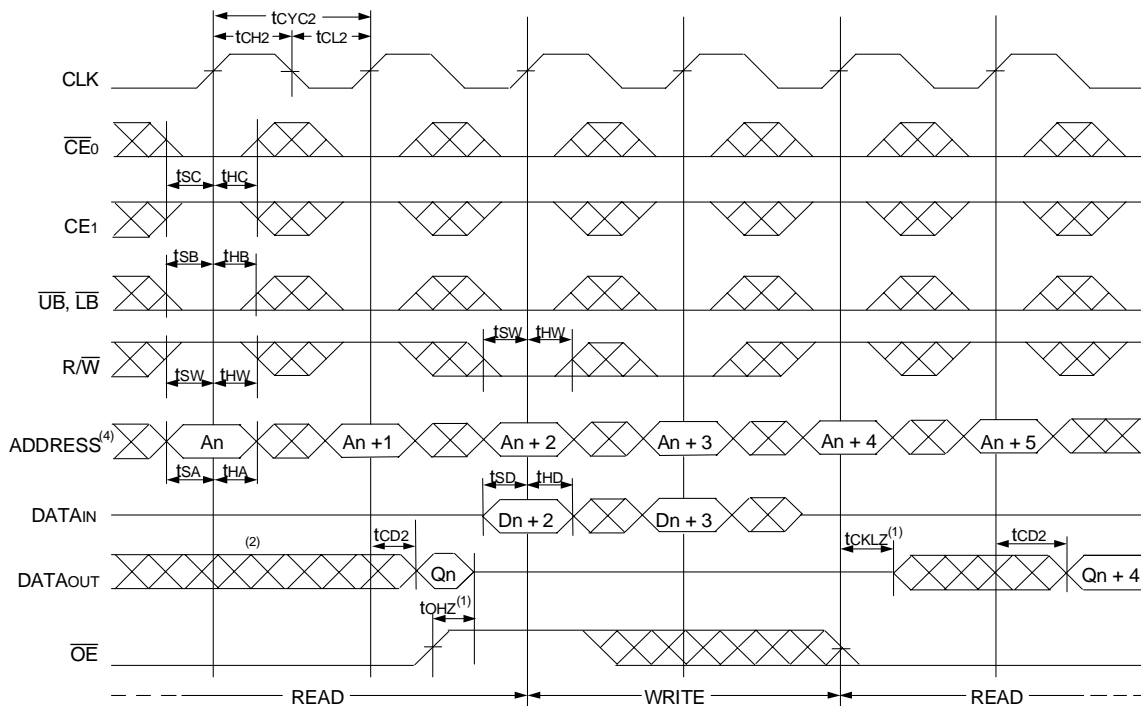 tCYC2
tCH2 tCL2
CLK
CE0
tSC tHC
CE1
tSB tHB
UB, LB
tSW tHW
R/W
tSW tHW
ADDRESS(4) An An +1 An + 2 An + 3 An + 4 An + 5
tSA tHA
tSD tHD
DATAIN Dn + 2 Dn + 3
(2) tCD2 tCKLZ(1) tCD2
DATAOUT Qn Qn + 4
tOHZ(1)
OE
READ WRITE READ